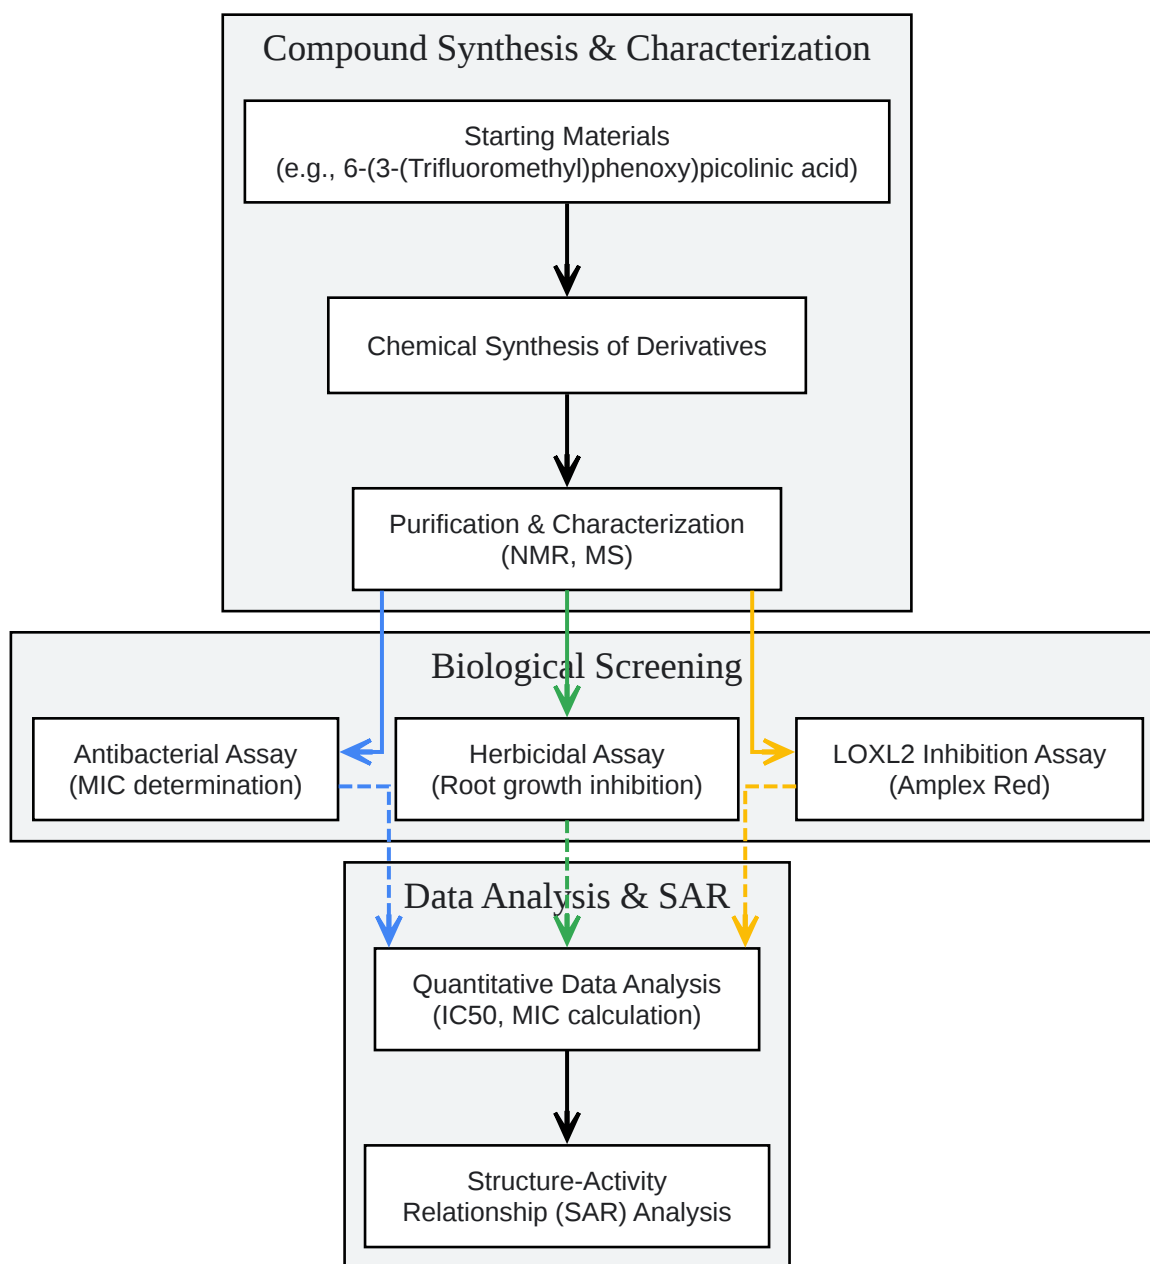 Compound Synthesis & Characterization
Starting Materials
(e.g., 6-(3-(Trifluoromethyl)phenoxy)picolinic acid)
Chemical Synthesis of Derivatives
Purification & Characterization
(NMR, MS)
Biological Screening
Antibacterial Assay
(MIC determination)
Herbicidal Assay
(Root growth inhibition)
LOXL2 Inhibition Assay
(Amplex Red)
Data Analysis & SAR
Quantitative Data Analysis
(IC50, MIC calculation)
Structure-Activity
Relationship (SAR) Analysis